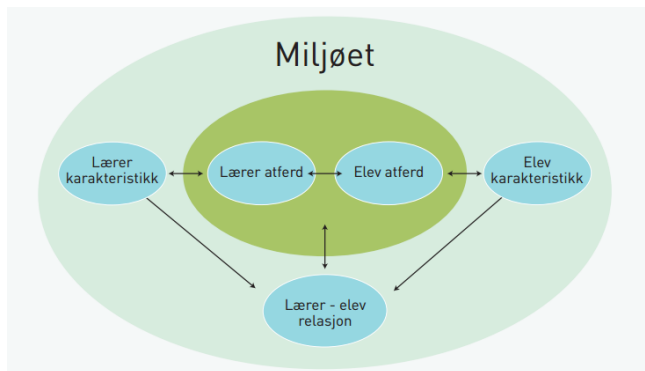 Miljøet
Lærer
karakteristikk
Lærer atferd
Elev atferd
Elev
karakteristikk
Lærer - elev
relasjon